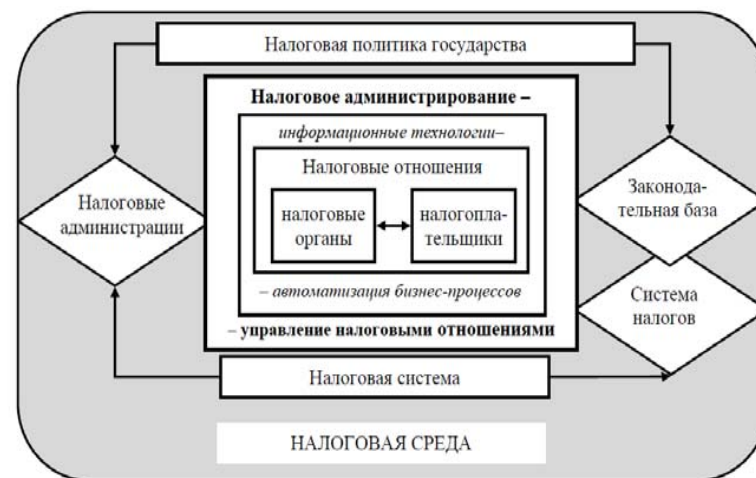 Налоговая политика государства
Налоговое администрирование –
информационные технологии–
Налоговые отношения
налоговые
органы
налогопла-
тельщики
– автоматизация бизнес-процессов
– управление налоговыми отношениями
Налоговые
администрации
Законода-
тельная база
Система
налогов
Налоговая система
НАЛОГОВАЯ СРЕДА